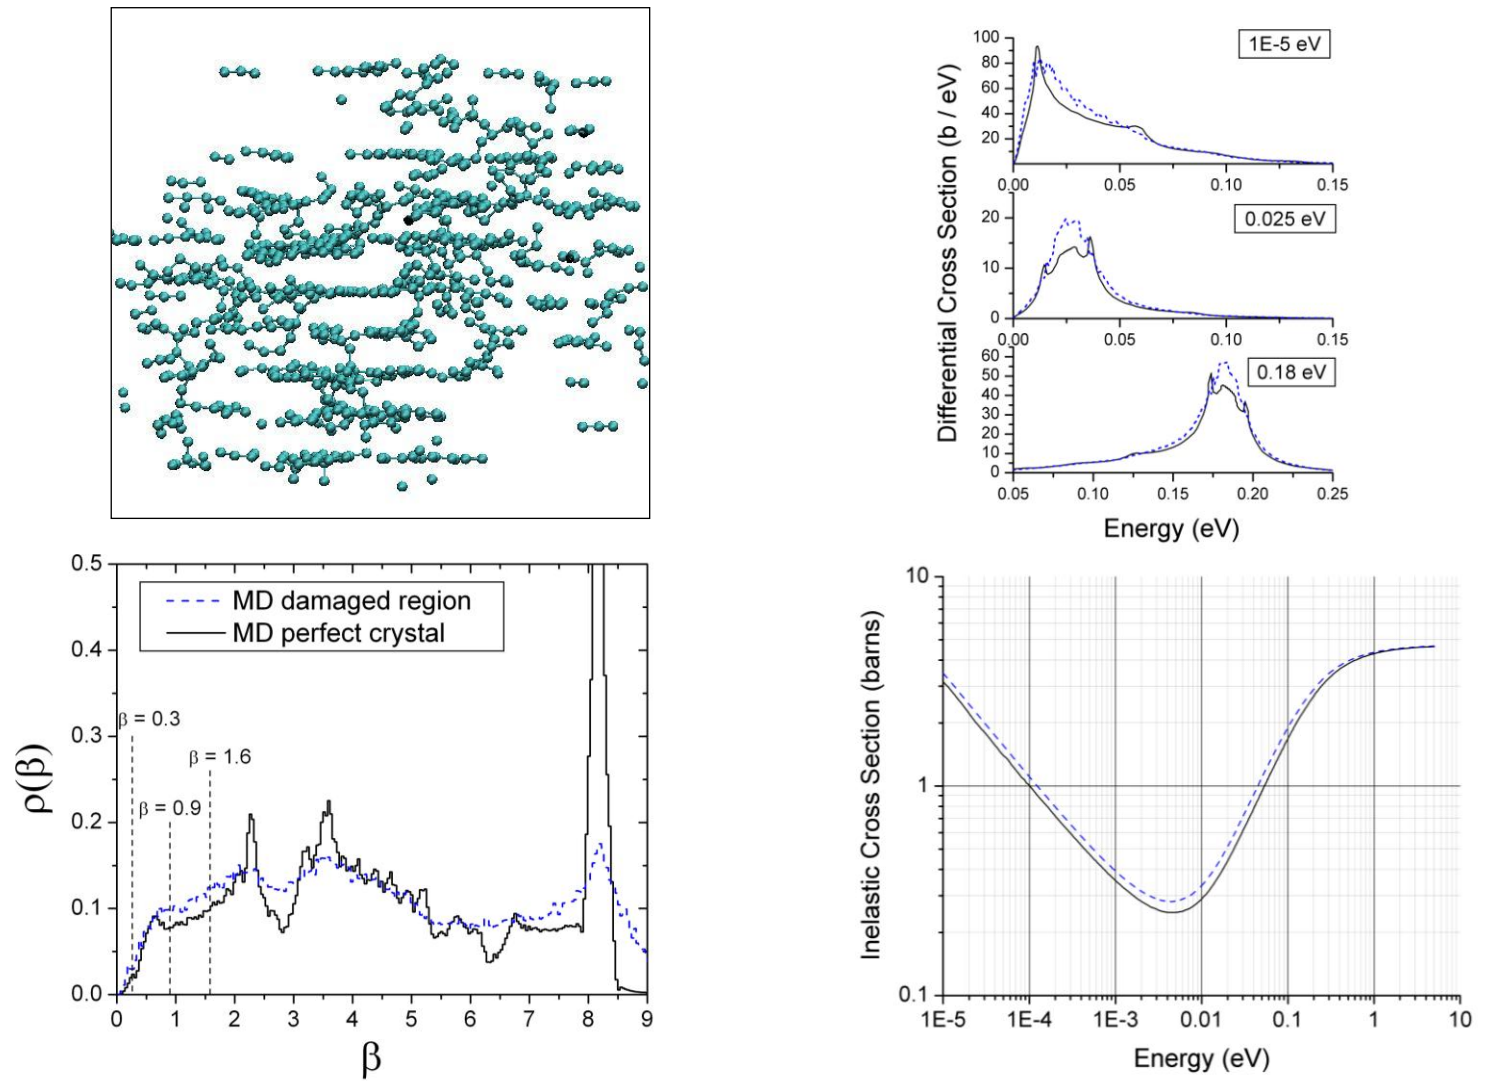 Differential Cross Section (b / eV)
1E-5 eV
100
80
60
40
20
0.00 0.05 0.10 0.15
0.025 eV
20
10
0
0.00 0.05 0.10 0.15
0.18 eV
60
50
40
30
20
10
0
0.05 0.10 0.15 0.20 0.25
Energy (eV)
ρ(β)
0.5
0.4
0.3
0.2
0.1
0.0
MD damaged region
MD perfect crystal
β = 0.3
β = 1.6
β = 0.9
0 1 2 3 4 5 6 7 8 9
β
Inelastic Cross Section (barns)
10
1
0.1
1E-5 1E-4 1E-3 0.01 0.1 1 10
Energy (eV)